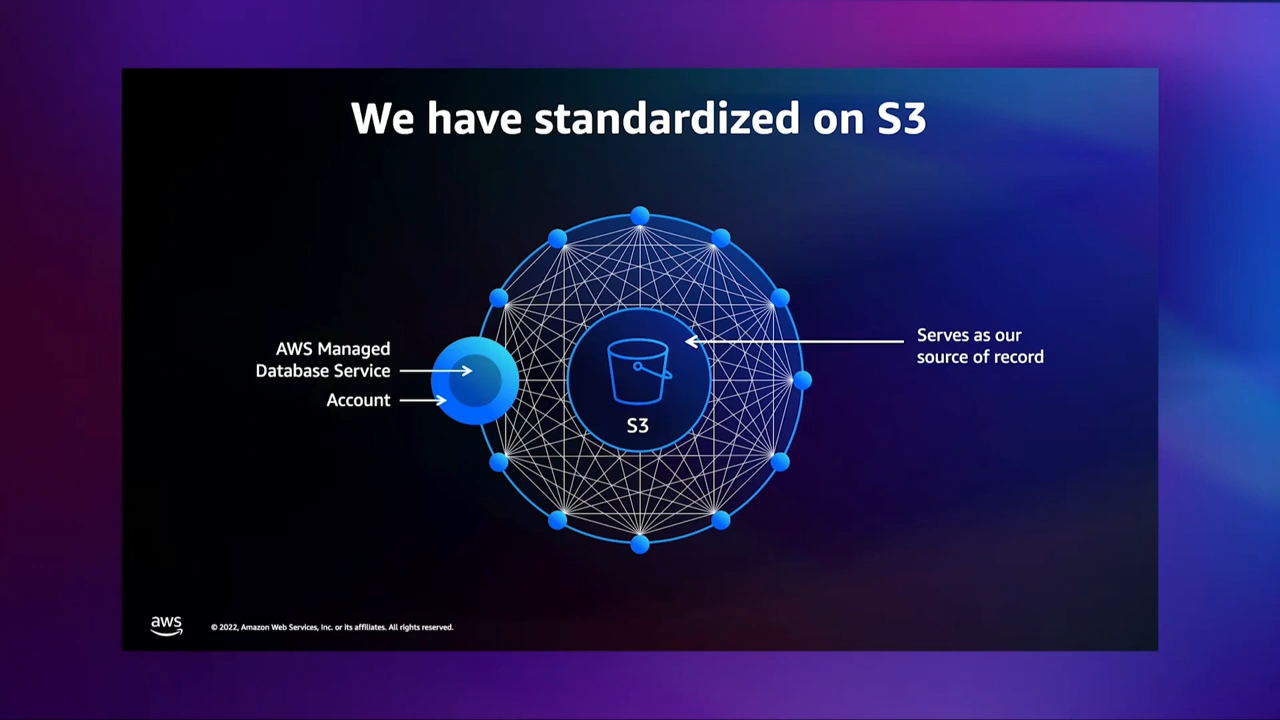 We have standardized on S3
AWS Managed
Database Service
Account
Serves as our
source of record
S3
aws
© 2022, Amazon Web Services, Inc. or its affiliates. All rights reserved.